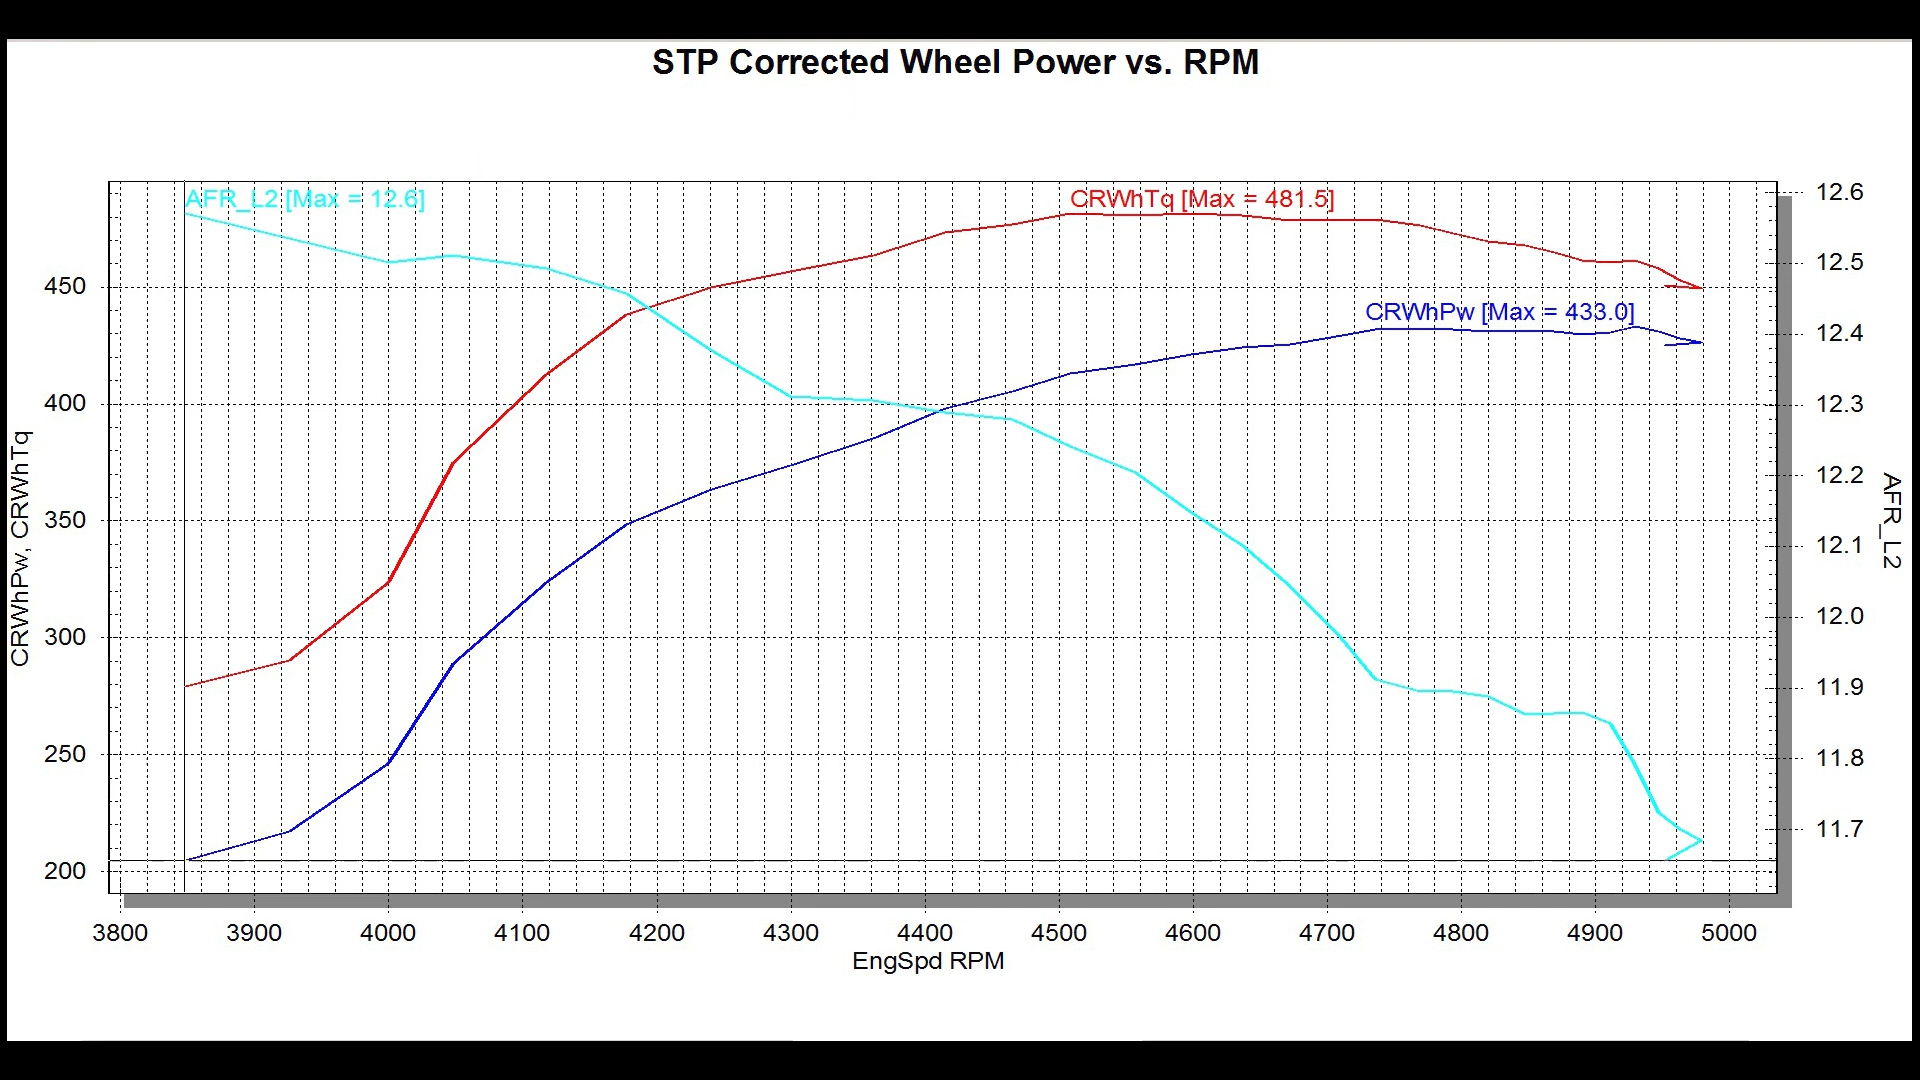 STP Corrected Wheel Power vs. RPM
AFR_L2 [Max = 12.6]
CRWhTq [Max = 481.5]
CRWhPw [Max = 433.0]
CRWhPw, CRWhTq
450
400
350
300
250
200
12.6
12.5
12.4
12.3
12.2
12.1
12.0
11.9
11.8
11.7
AFR_L2
3800 3900 4000 4100 4200 4300 4400 4500 4600 4700 4800 4900 5000
EngSpd RPM